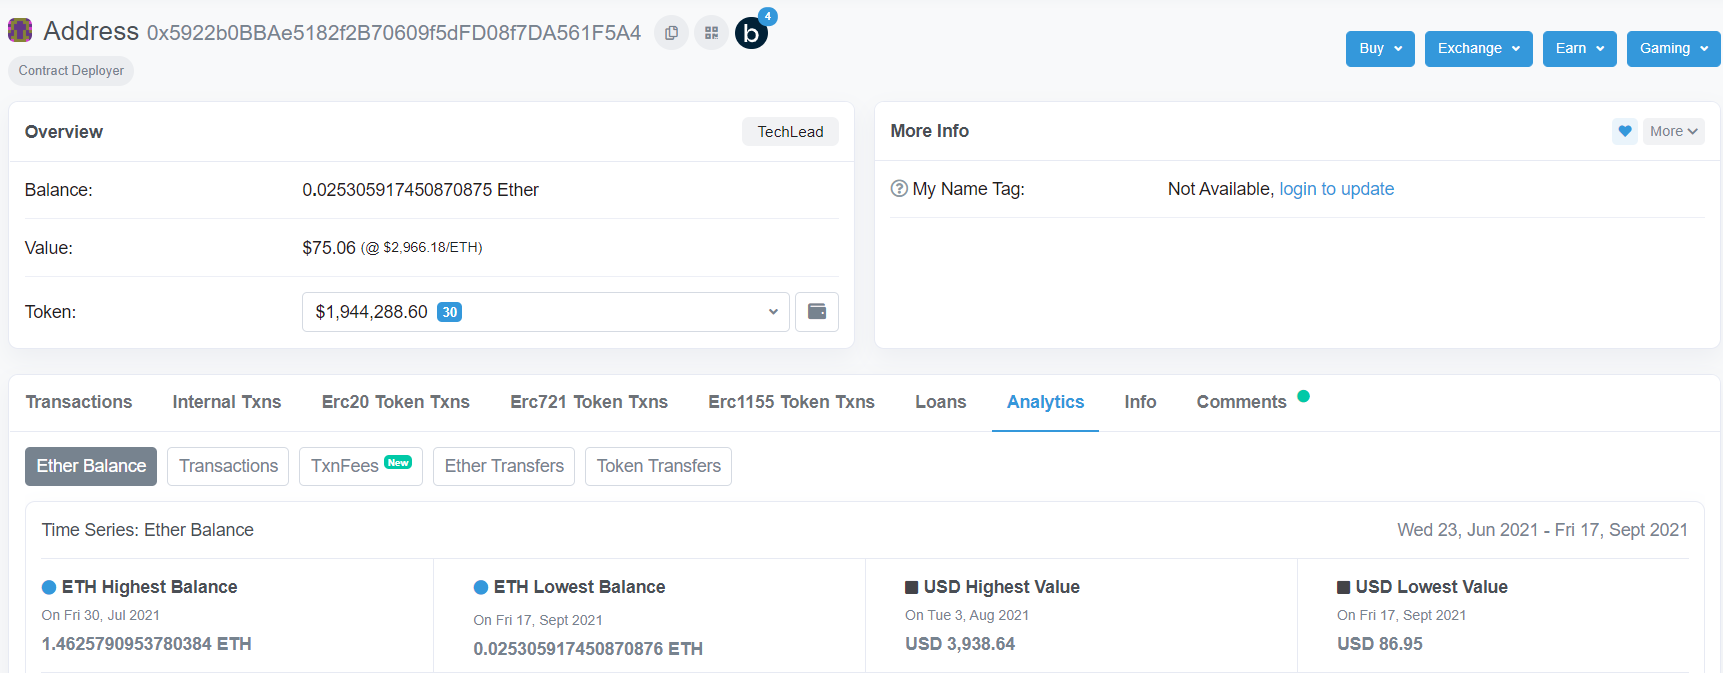 Address 0x5922b0BBAe5182f2B70609f5dFD08f7DA561F5A4 b 4
Buy Exchange Earn Gaming
Contract Deployer
Overview TechLead
Balance: 0.025305917450870875 Ether
Value: $75.06 (@ $2,966.18/ETH)
Token: $1,944,288.60 30
More Info More
My Name Tag: Not Available, login to update
Transactions Internal Txns Erc20 Token Txns Erc721 Token Txns Erc1155 Token Txns Loans Analytics Info Comments
Ether Balance Transactions TxnFees New Ether Transfers Token Transfers
Time Series: Ether Balance Wed 23, Jun 2021 - Fri 17, Sept 2021
ETH Highest Balance
On Fri 30, Jul 2021
1.4625790953780384 ETH
ETH Lowest Balance
On Fri 17, Sept 2021
0.025305917450870876 ETH
USD Highest Value
On Tue 3, Aug 2021
USD 3,938.64
USD Lowest Value
On Fri 17, Sept 2021
USD 86.95